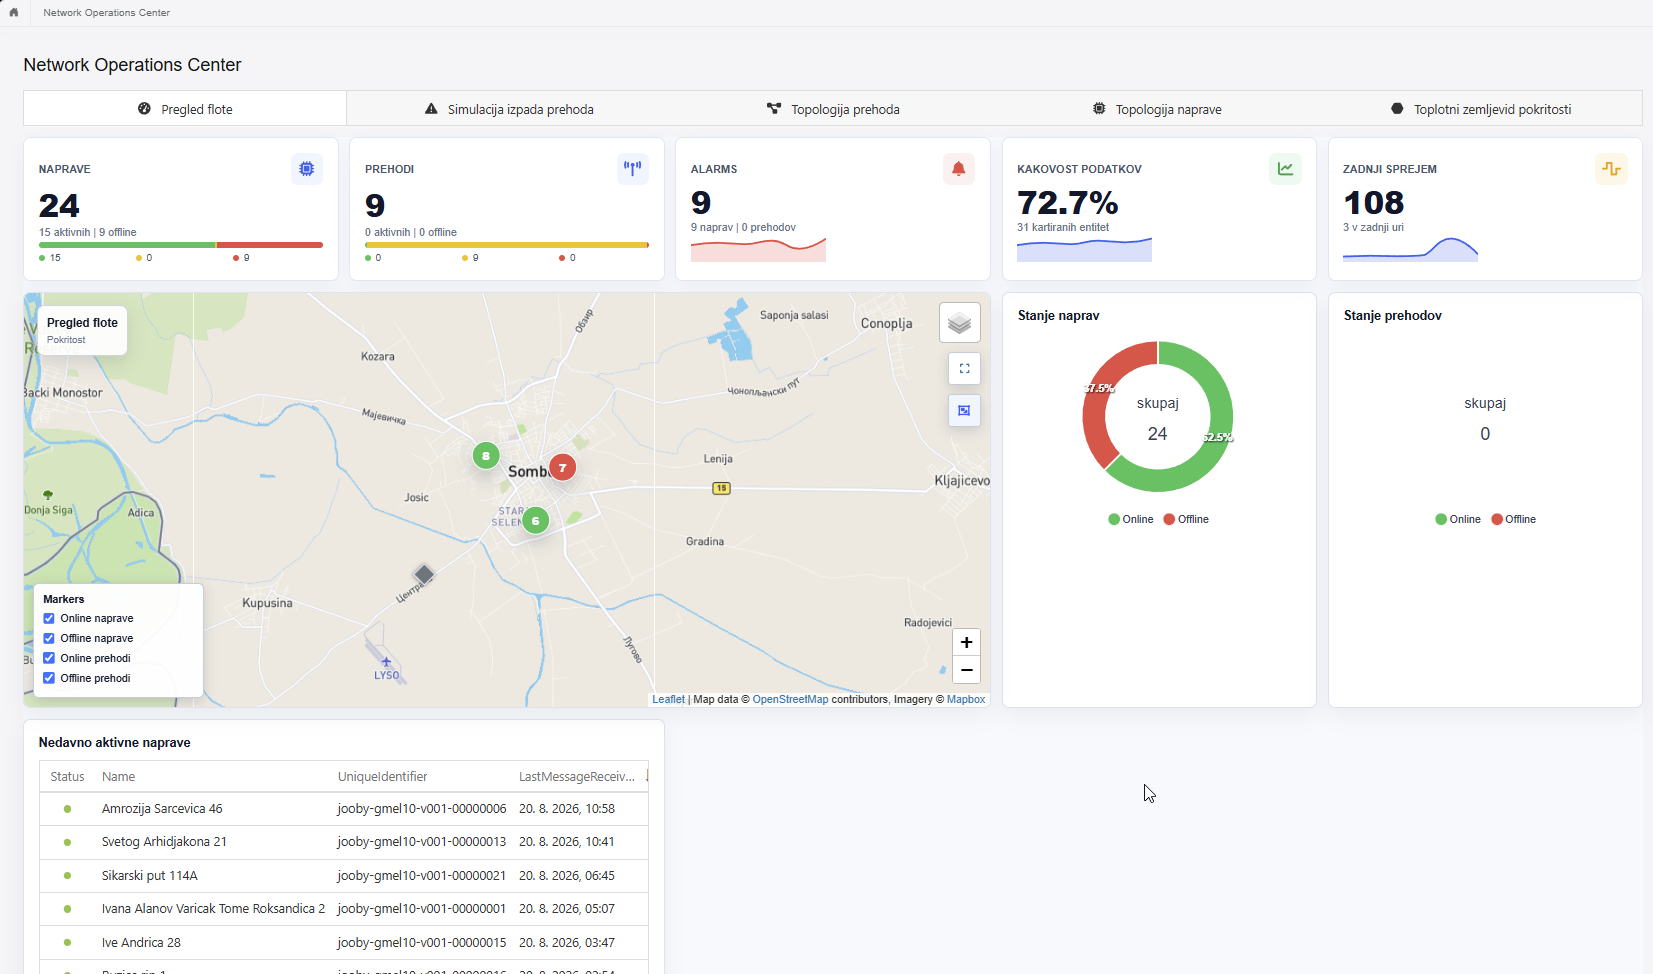 Network Operations Center
Network Operations Center
Pregled flote
Simulacija izpada prehoda
Topologija prehoda
Topologija naprave
Toplotni zemljevid pokritosti
NAPRAVE
24
15 aktivnih | 9 offline
15
0
9
PREHODI
9
0 aktivnih | 0 offline
0
9
0
ALARMS
9
9 naprav | 0 prehodov
KAKOVOST PODATKOV
72.7%
31 kartiranih entitet
ZADNJI SPREJEM
108
3 v zadnji uri
Pregled flote
Pokritost
Обзир
Saponja salasi
Conoplja
Kozara
Backi Monostor
Чонопљански пут
Мајевичка
8
7
Lenija
15
Kljajicevo
Josic
Donja Siga
Adica
6
Gradina
Kupusina
Radojevici
Лугово
LYSO
Markers
Online naprave
Offline naprave
Online prehodi
Offline prehodi
+
−
Leaflet | Map data © OpenStreetMap contributors, Imagery © Mapbox
Stanje naprav
37.5%
skupaj
24
62.5%
Online Offline
Stanje prehodov
skupaj
0
Online Offline
Nedavno aktivne naprave
Status Name UniqueIdentifier LastMessageReceiv... ↓
Amrozija Sarcevica 46 jooby-gmel10-v001-00000006 20. 8. 2026, 10:58
Svetog Arhidjakona 21 jooby-gmel10-v001-00000013 20. 8. 2026, 10:41
Sikarski put 114A jooby-gmel10-v001-00000021 20. 8. 2026, 06:45
Ivana Alanov Varicak Tome Roksandica 2 jooby-gmel10-v001-00000001 20. 8. 2026, 05:07
Ive Andrica 28 jooby-gmel10-v001-00000015 20. 8. 2026, 03:47